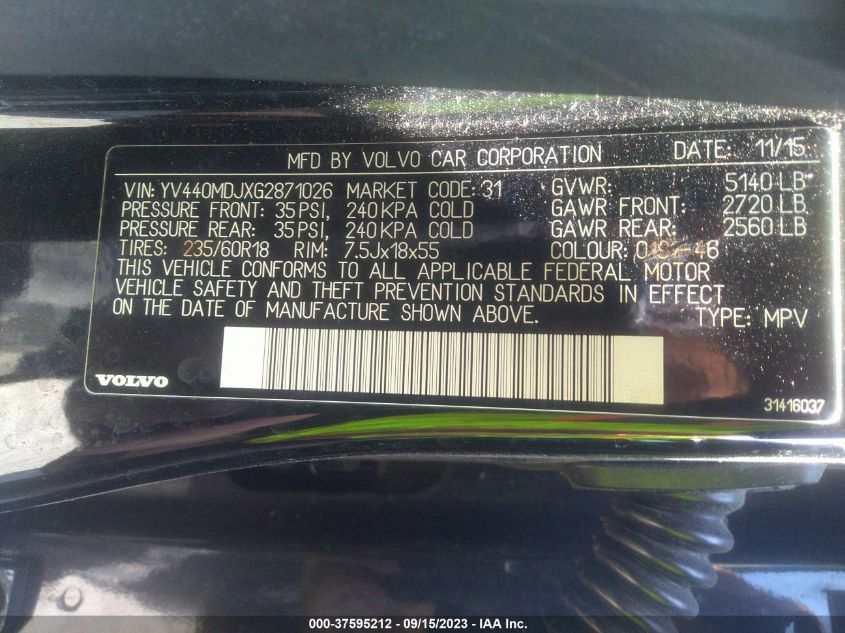 MFD BY VOLVO CAR CORPORATION DATE: 11/15
VIN: YV440MDJXG2871026 MARKET CODE: 31 GVWR: 5140 LB
PRESSURE FRONT: 35 PSI, 240 KPA COLD GAWR FRONT: 2720 LB
PRESSURE REAR: 35 PSI, 240 KPA COLD GAWR REAR: 2560 LB
TIRES: 235/60R18 RIM: 7.5Jx18x55 COLOUR:
THIS VEHICLE CONFORMS TO ALL APPLICABLE FEDERAL MOTOR
VEHICLE SAFETY AND THEFT PREVENTION STANDARDS IN EFFECT
ON THE DATE OF MANUFACTURE SHOWN ABOVE. TYPE: MPV
VOLVO
31416037
000-37595212 - 09/15/2023 - IAA Inc.